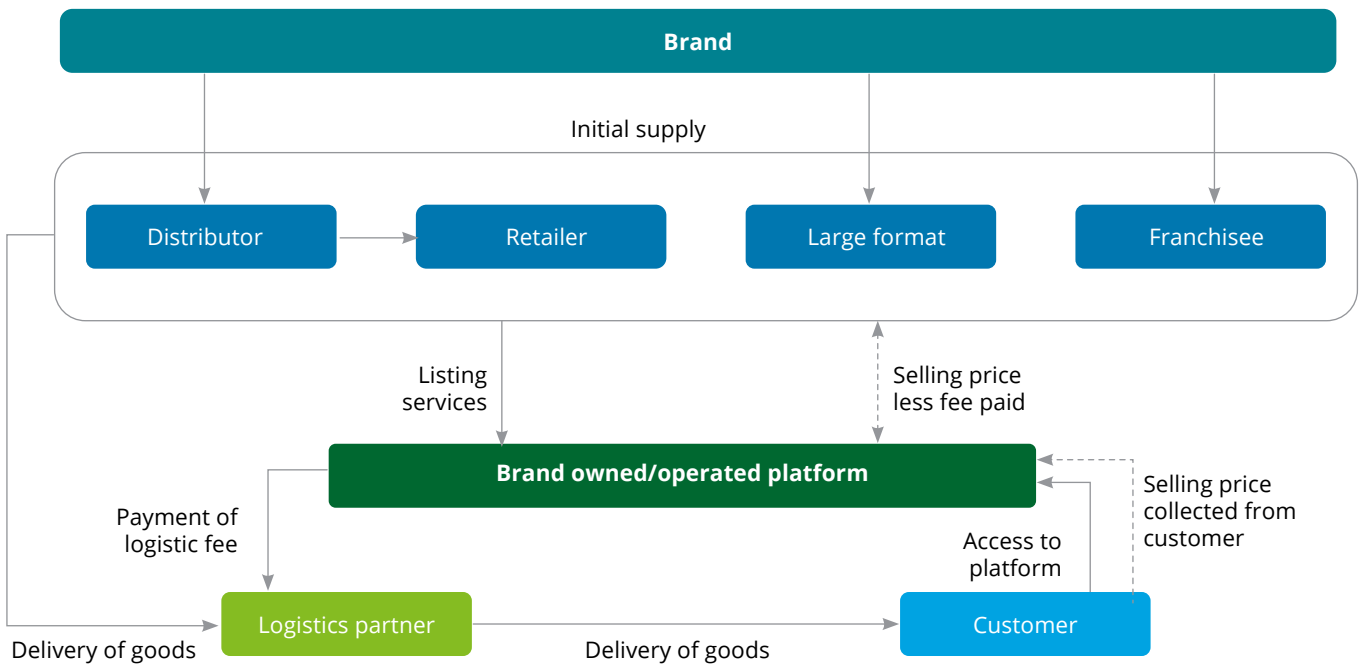 Brand
Initial supply
Distributor
Retailer
Large format
Franchisee
Listing
services
Selling price
less fee paid
Brand owned/operated platform
Payment of
logistic fee
Access to
platform
Selling price
collected from
customer
Logistics partner
Customer
Delivery of goods
Delivery of goods